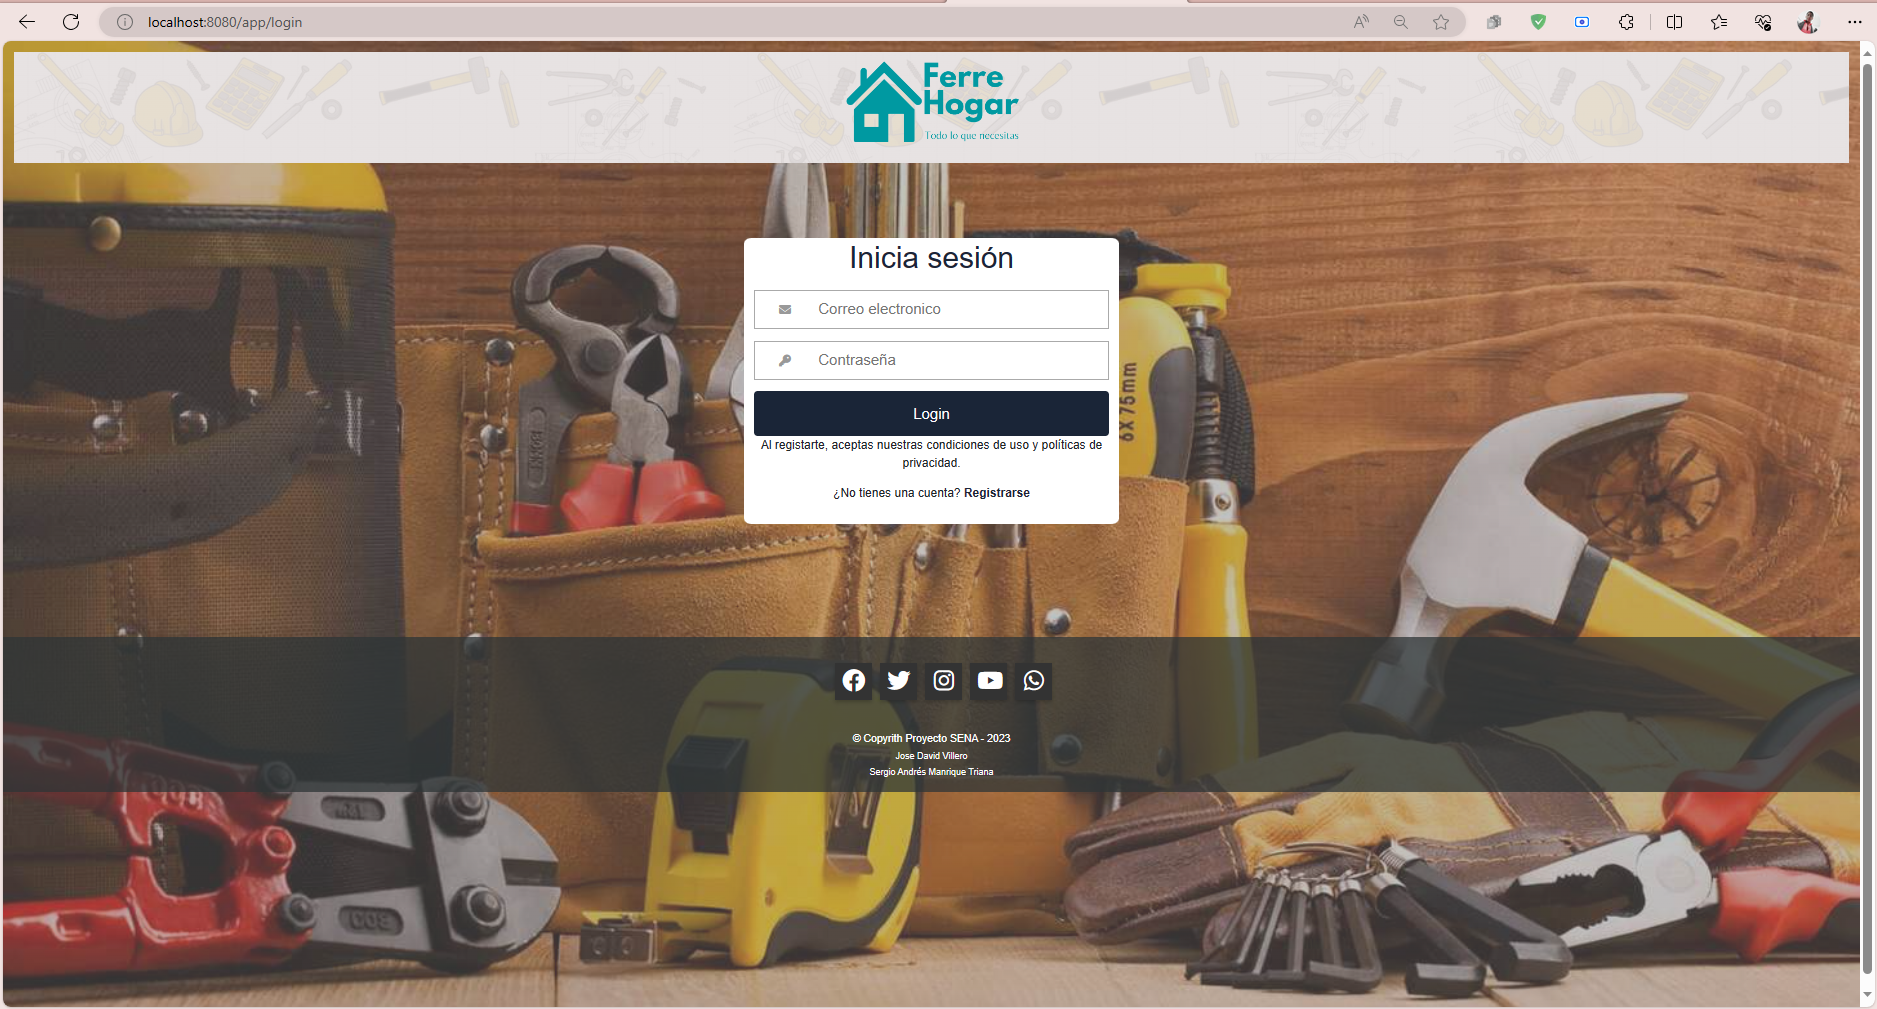 localhost:8080/app/login
Ferre
Hogar
Todo lo que necesitas
Inicia sesión
Correo electronico
Contraseña
Login
Al registarte, aceptas nuestras condiciones de uso y políticas de
privacidad.
¿No tienes una cuenta? Registrarse
6X75mm
© Copyrith Proyecto SENA - 2023
Jose David Villero
Sergio Andrés Manrique Triana